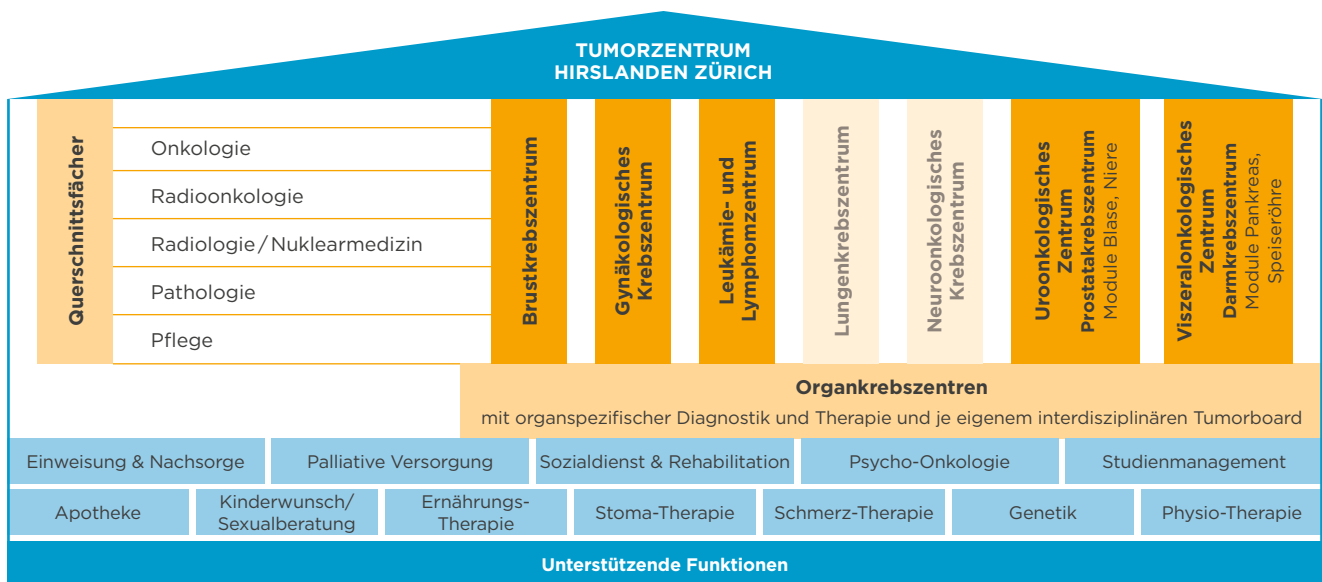 TUMORZENTRUM
HIRSLANDEN ZÜRICH
Querschnittsfächer
Onkologie
Radioonkologie
Radiologie / Nuklearmedizin
Pathologie
Pflege
Brustkrebszentrum
Gynäkologisches
Krebszentrum
Leukämie- und
Lymphomzentrum
Lungenkrebszentrum
Neuroonkologisches
Krebszentrum
Uroonkologisches
Zentrum
Prostatakrebszentrum
Module Blase, Niere
Viszeralonkologisches
Zentrum
Darmkrebszentrum
Module Pankreas,
Speiseröhre
Organkrebszentren
mit organspezifischer Diagnostik und Therapie und je eigenem interdisziplinären Tumorboard
Einweisung & Nachsorge
Palliative Versorgung
Sozialdienst & Rehabilitation
Psycho-Onkologie
Studienmanagement
Apotheke
Kinderwunsch/
Sexualberatung
Ernährungs-
Therapie
Stoma-Therapie
Schmerz-Therapie
Genetik
Physio-Therapie
Unterstützende Funktionen